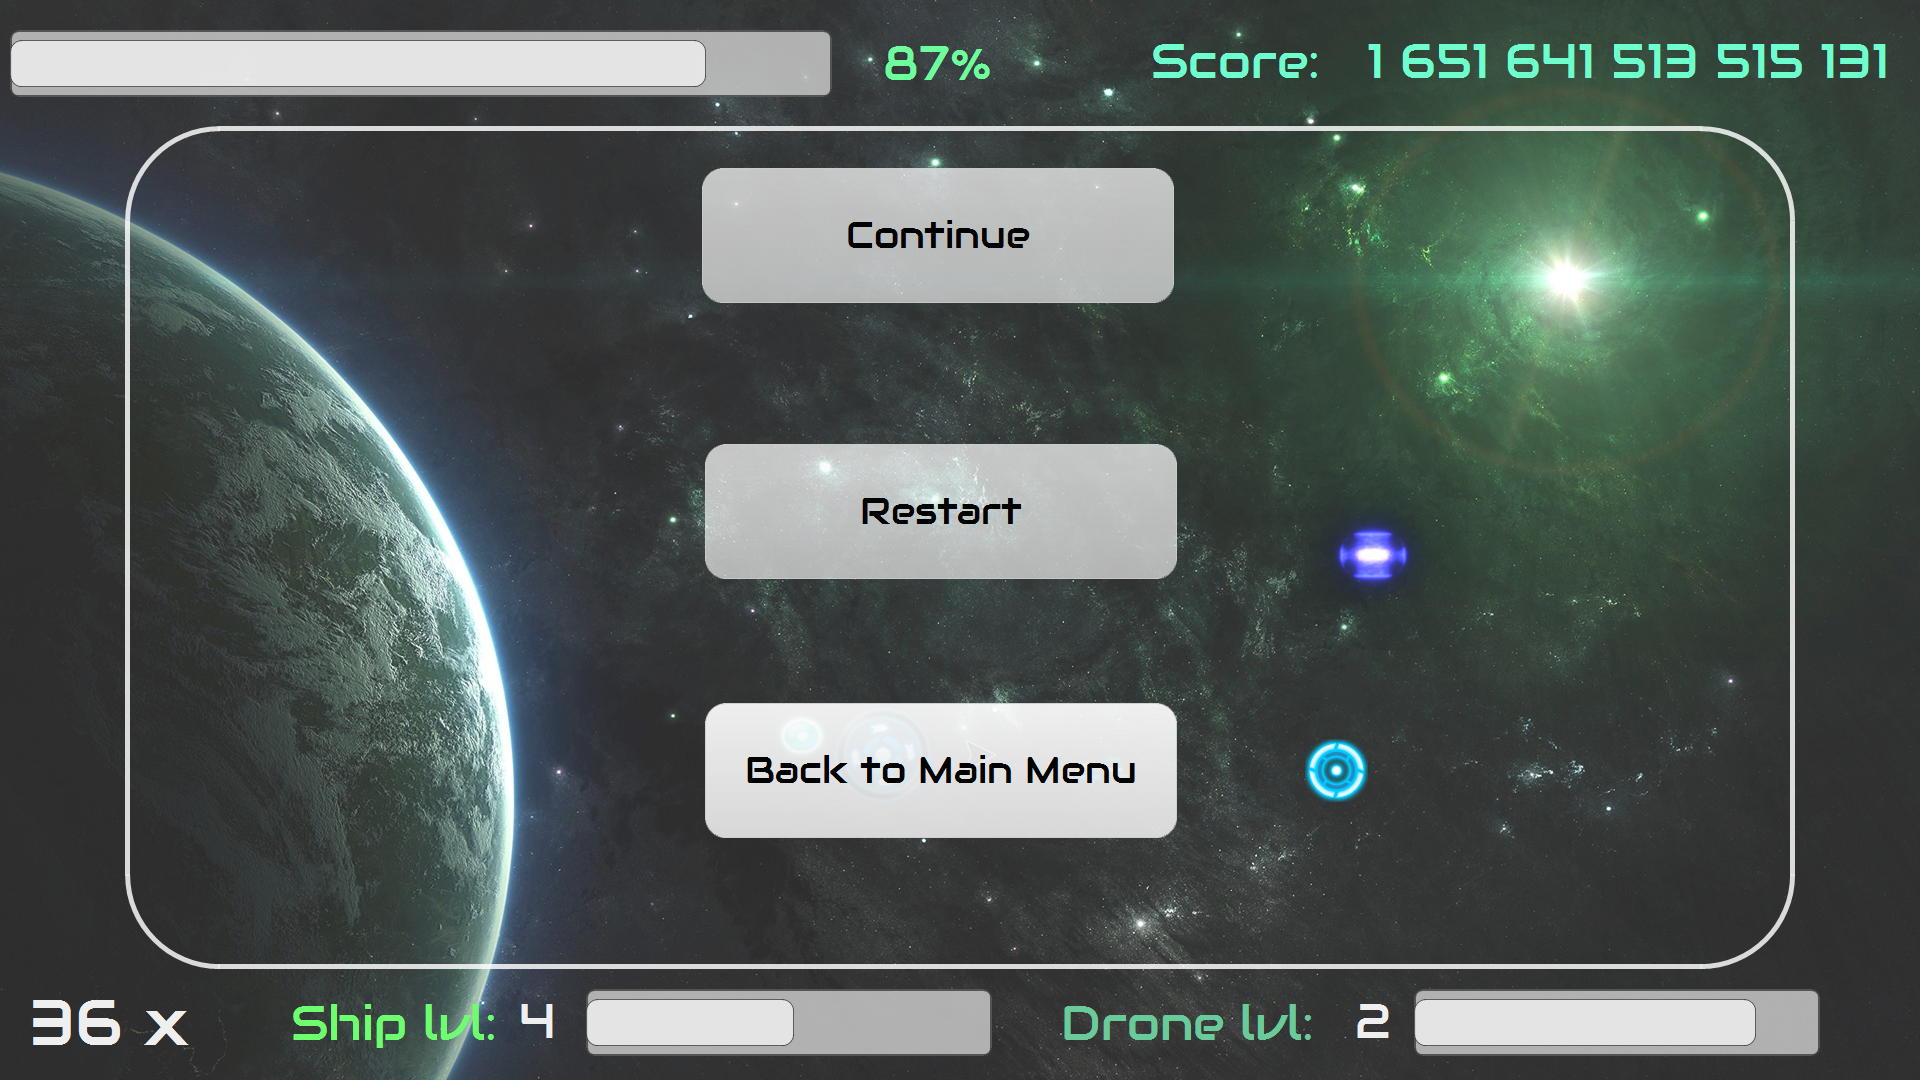 87% Score: 1 651 641 513 515 131
Continue
Restart
Back to Main Menu
36 x Ship lvl: 4 Drone lvl: 2